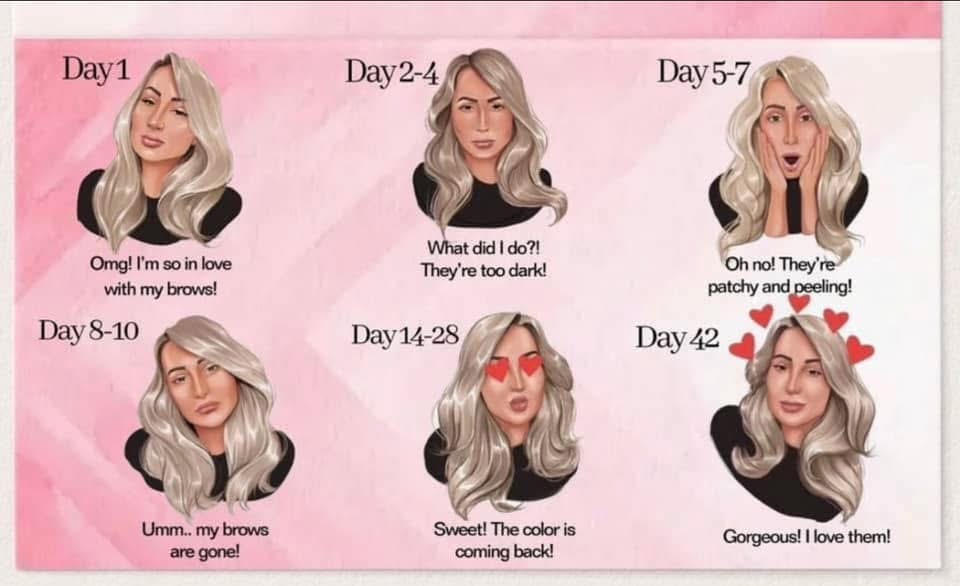 Day 1
Omg! I'm so in love
with my brows!
Day 2-4
What did I do?!
They're too dark!
Day 5-7
Oh no! They're
patchy and peeling!
Day 8-10
Umm.. my brows
are gone!
Day 14-28
Sweet! The color is
coming back!
Day 42
Gorgeous! I love them!